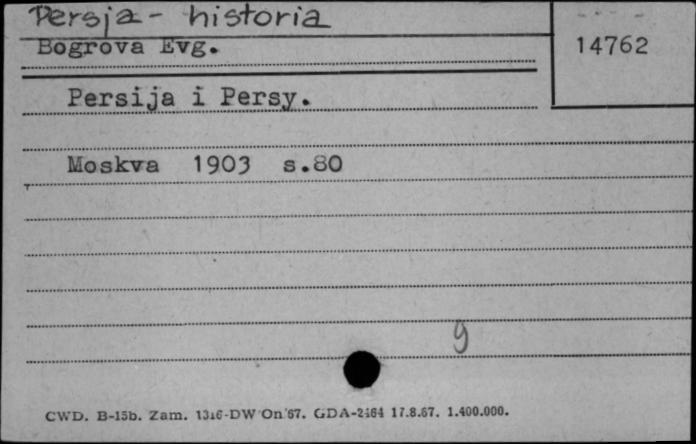 Persja - historia
Bogrova Evg.
14762
Persija i Persy.
Moskva 1903 s.80
9
CWD. B-15b. Zam. 1316-DW On'67. GDA-2464 17.8.67. 1.400.000.